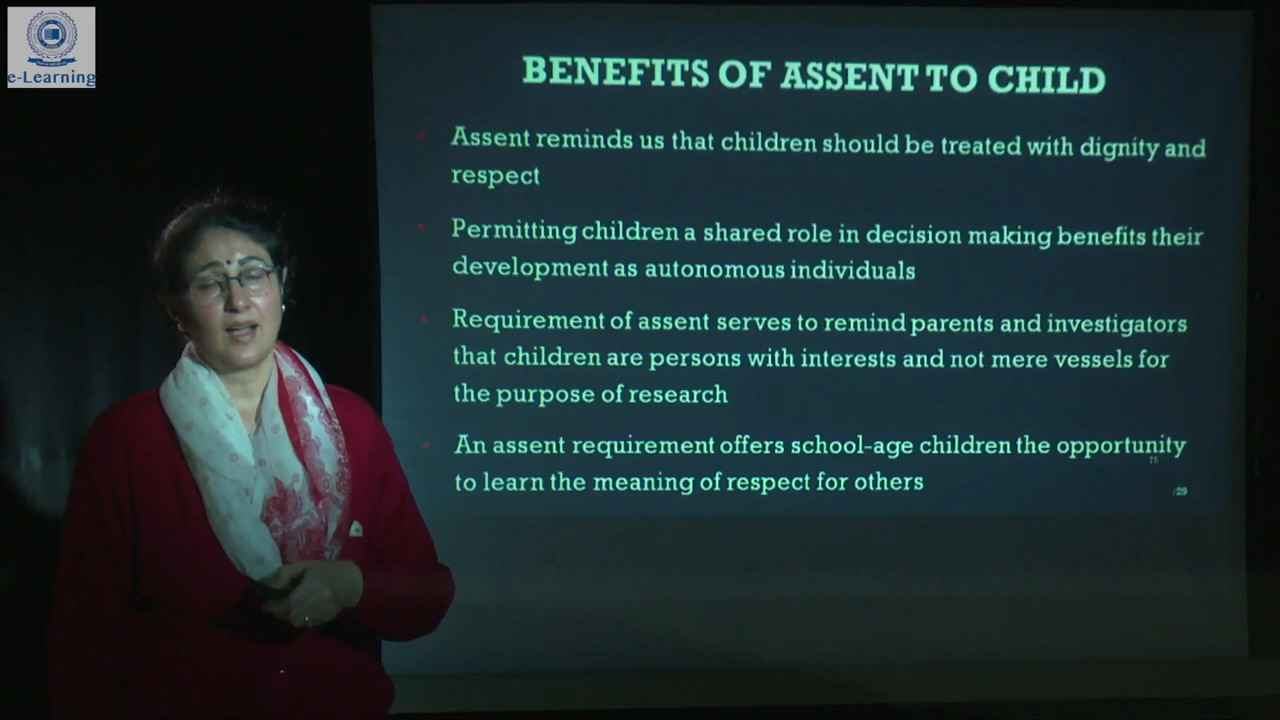 e-Learning
BENEFITS OF ASSENT TO CHILD
Assent reminds us that children should be treated with dignity and
respect
Permitting children a shared role in decision making benefits their
development as autonomous individuals
Requirement of assent serves to remind parents and investigators
that children are persons with interests and not mere vessels for
the purpose of research
An assent requirement offers school-age children the opportunity
75
to learn the meaning of respect for others